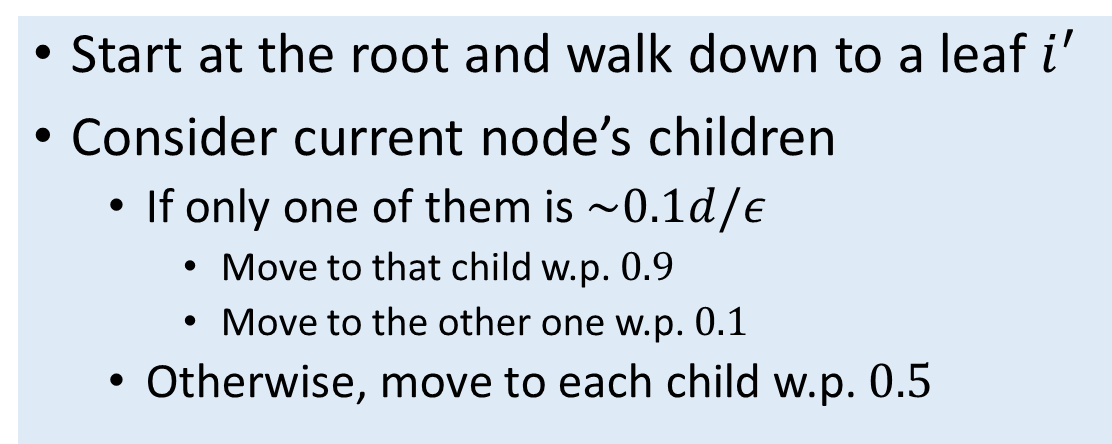 • Start at the root and walk down to a leaf i′
• Consider current node's children
• If only one of them is ~0.1d/ϵ
• Move to that child w.p. 0.9
• Move to the other one w.p. 0.1
• Otherwise, move to each child w.p. 0.5